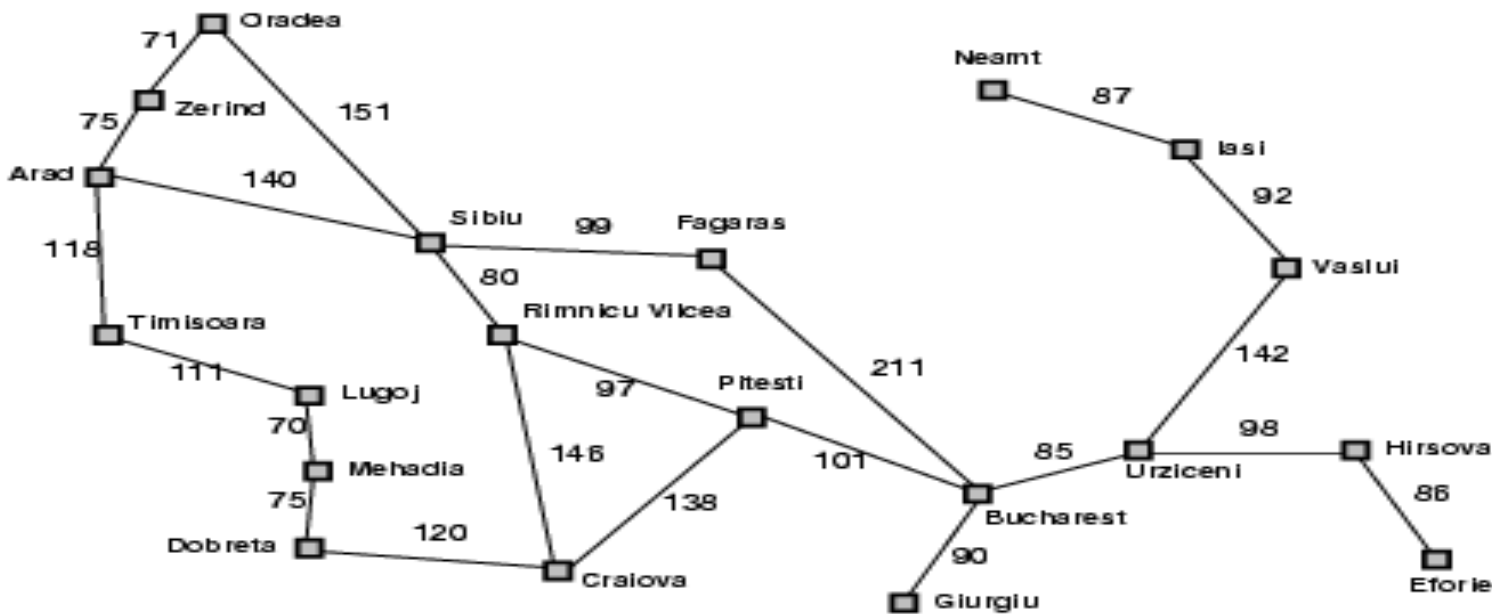 Oradea
71
Neamt
87
Zerind
151
75
Iasi
Arad
140
92
Sibiu
99
Fagaras
118
80
Vaslui
Timisoara
Rimnicu Vilcea
142
111
211
Lugoj
97
Pitesti
70
98
Hirsova
146
101
85
Urziceni
Mehadia
75
138
86
Bucharest
Dobreta
120
90
Craiova
Eforie
Giurgiu